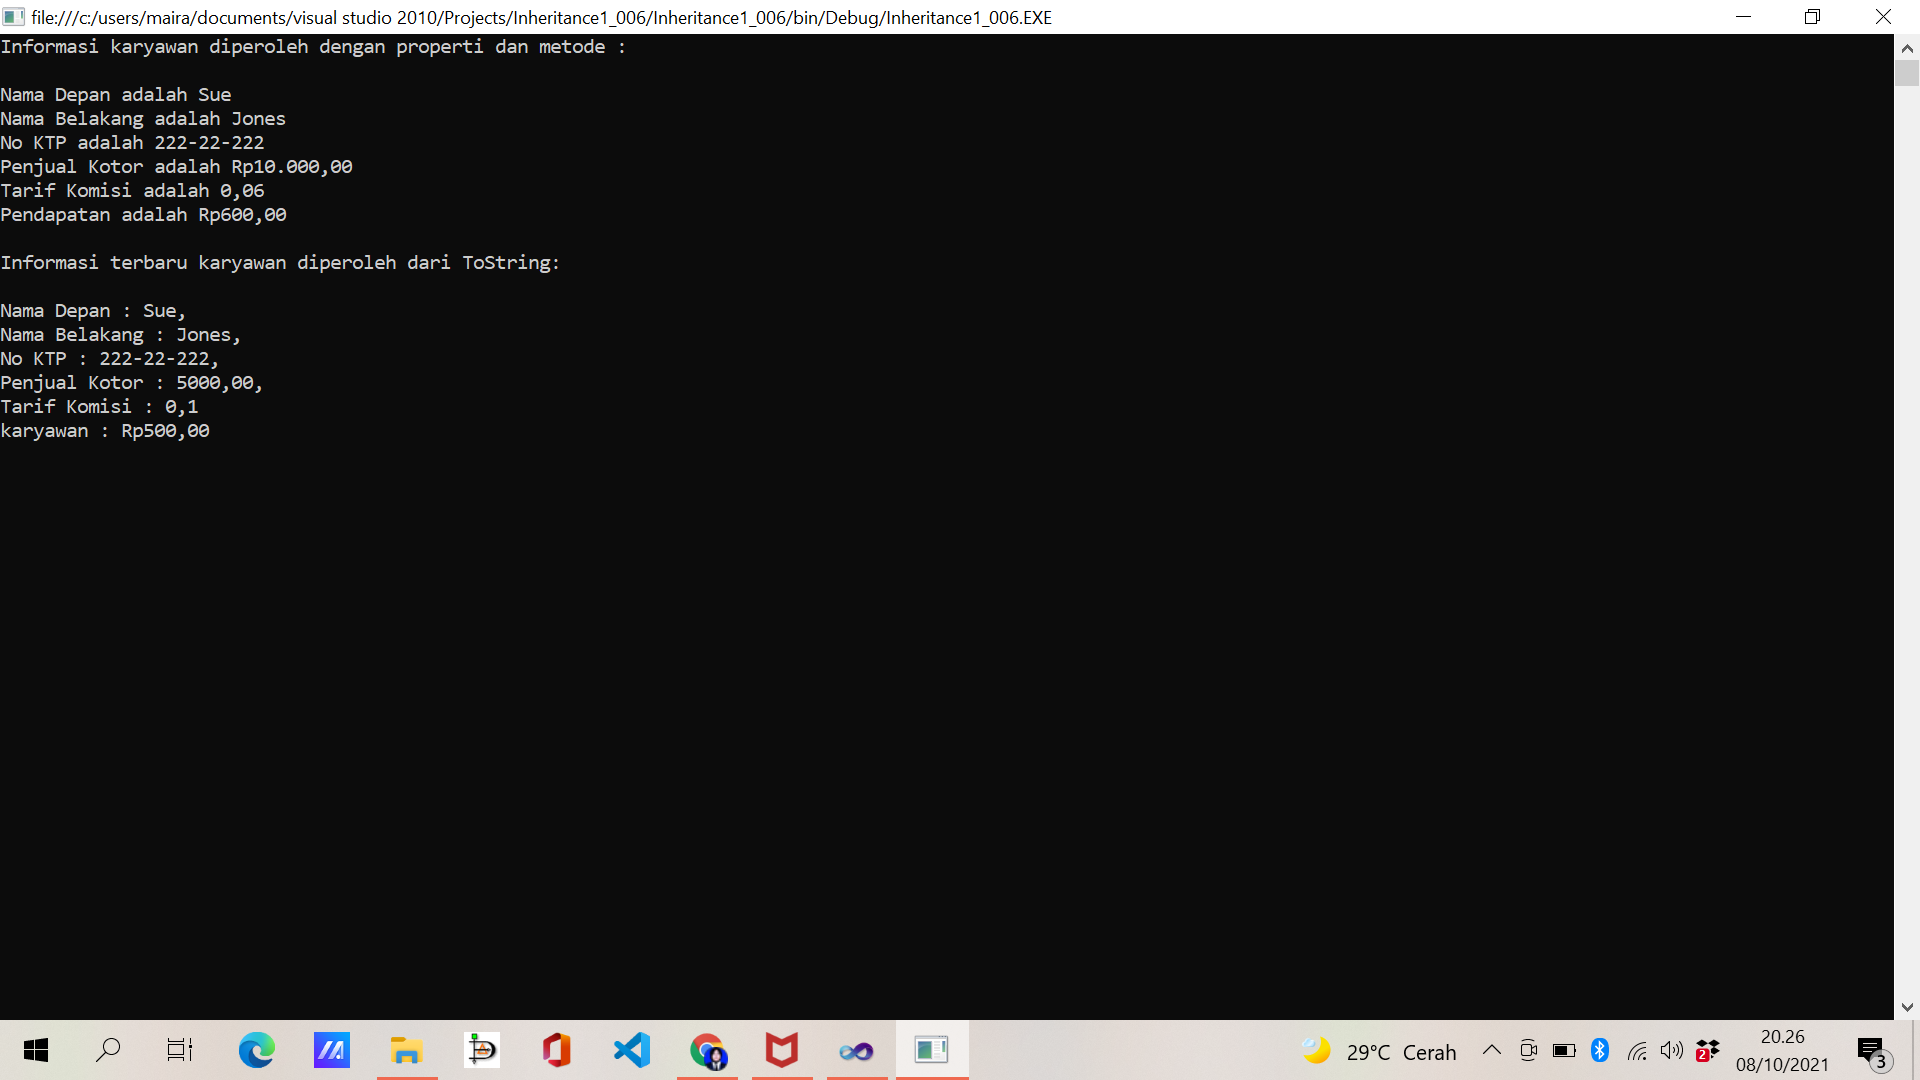 file:///c:/users/maira/documents/visual studio 2010/Projects/Inheritance1_006/Inheritance1_006/bin/Debug/Inheritance1_006.EXE
Informasi karyawan diperoleh dengan properti dan metode :
Nama Depan adalah Sue
Nama Belakang adalah Jones
No KTP adalah 222-22-222
Penjual Kotor adalah Rp10.000,00
Tarif Komisi adalah 0,06
Pendapatan adalah Rp600,00
Informasi terbaru karyawan diperoleh dari ToString:
Nama Depan : Sue,
Nama Belakang : Jones,
No KTP : 222-22-222,
Penjual Kotor : 5000,00,
Tarif Komisi : 0,1
karyawan : Rp500,00
29°C Cerah
2
20.26
08/10/2021
3